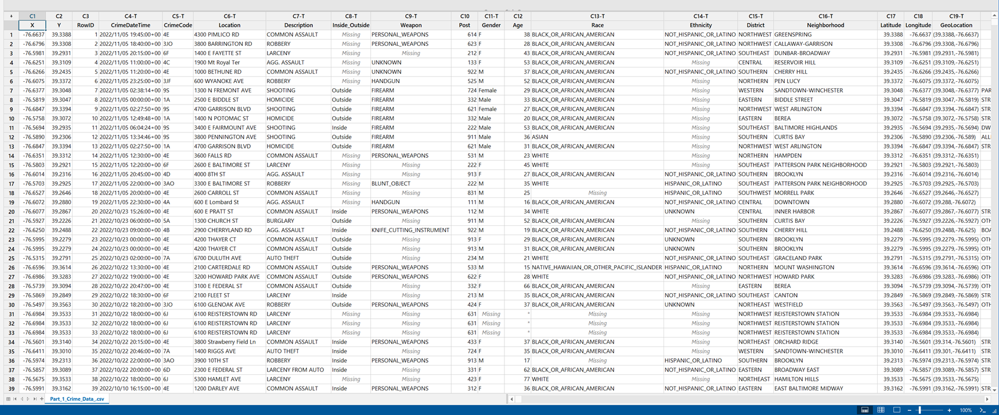 C1 C2 C3 C4-T C5-T C6-T C7-T C8-T C9-T C10 C11-T C12 C13-T C14-T C15-T C16-T C17 C18 C19-T
X Y RowID CrimeDateTime CrimeCode Location Description Inside_Outside Weapon Post Gender Age Race Ethnicity District Neighborhood Latitude Longitude GeoLocation
1 -76.6637 39.3388 1 2022/11/05 19:45:00+00 4E 4300 PIMLICO RD COMMON ASSAULT Missing PERSONAL_WEAPONS 614 F 38 BLACK_OR_AFRICAN_AMERICAN NOT_HISPANIC_OR_LATINO NORTHWEST GREENSPRING 39.3388 -76.6637 (39.3388,-76.6637)
2 -76.6796 39.3308 2 2022/11/05 18:40:00+00 3JO 3800 BARRINGTON RD ROBBERY Missing PERSONAL_WEAPONS 623 F 28 BLACK_OR_AFRICAN_AMERICAN NOT_HISPANIC_OR_LATINO NORTHWEST CALLAWAY-GARRISON 39.3308 -76.6796 (39.3308,-76.6796)
3 -76.5981 39.2931 3 2022/11/05 20:15:00+00 6F 1400 E FAYETTE ST LARCENY Missing Missing 212 F 43 BLACK_OR_AFRICAN_AMERICAN NOT_HISPANIC_OR_LATINO SOUTHEAST DUNBAR-BROADWAY 39.2931 -76.5981 (39.2931,-76.5981)
4 -76.6251 39.3109 4 2022/11/05 11:00:00+00 4C 1900 Mt Royal Ter AGG. ASSAULT Missing UNKNOWN 133 F 53 BLACK_OR_AFRICAN_AMERICAN Missing CENTRAL RESERVOIR HILL 39.3109 -76.6251 (39.3109,-76.6251)
5 -76.6266 39.2435 5 2022/11/05 11:20:00+00 4E 1000 BETHUNE RD COMMON ASSAULT Missing UNKNOWN 922 M 37 BLACK_OR_AFRICAN_AMERICAN NOT_HISPANIC_OR_LATINO SOUTHERN CHERRY HILL 39.2435 -76.6266 (39.2435,-76.6266)
6 -76.6075 39.3372 6 2022/11/05 23:25:00+00 3JF 600 WYANOKE AVE ROBBERY Missing HANDGUN 525 M 52 BLACK_OR_AFRICAN_AMERICAN Missing NORTHERN PEN LUCY 39.3372 -76.6075 (39.3372,-76.6075)
7 -76.6377 39.3048 7 2022/11/05 02:38:14+00 9S 1300 N FREMONT AVE SHOOTING Outside FIREARM 724 Female 29 BLACK_OR_AFRICAN_AMERICAN Missing WESTERN SANDTOWN-WINCHESTER 39.3048 -76.6377 (39.3048,-76.6377) PAR
8 -76.5819 39.3047 8 2022/11/05 00:00:00+00 1A 2500 E BIDDLE ST HOMICIDE Outside FIREARM 332 Male 33 BLACK_OR_AFRICAN_AMERICAN Missing EASTERN BIDDLE STREET 39.3047 -76.5819 (39.3047,-76.5819) STR
9 -76.6847 39.3394 9 2022/11/05 02:27:50+00 9S 4700 GARRISON BLVD SHOOTING Outside FIREARM 621 Female 27 BLACK_OR_AFRICAN_AMERICAN Missing NORTHWEST WEST ARLINGTON 39.3394 -76.6847 (39.3394,-76.6847) STR
10 -76.5758 39.3072 10 2022/11/05 12:49:48+00 1A 1400 N POTOMAC ST HOMICIDE Outside FIREARM 332 Male 20 BLACK_OR_AFRICAN_AMERICAN Missing EASTERN BEREA 39.3072 -76.5758 (39.3072,-76.5758) STR
11 -76.5694 39.2935 11 2022/11/05 06:04:24+00 9S 3400 E FAIRMOUNT AVE SHOOTING Inside FIREARM 222 Male 53 BLACK_OR_AFRICAN_AMERICAN Missing SOUTHEAST BALTIMORE HIGHLANDS 39.2935 -76.5694 (39.2935,-76.5694) DW
12 -76.5890 39.2306 12 2022/11/05 13:34:46+00 9S 3800 PENNINGTON AVE SHOOTING Outside FIREARM 911 Male 36 ASIAN Missing SOUTHERN CURTIS BAY 39.2306 -76.5890 (39.2306,-76.589) ALL
13 -76.6847 39.3394 13 2022/11/05 02:27:50+00 1A 4700 GARRISON BLVD HOMICIDE Outside FIREARM 621 Male 31 BLACK_OR_AFRICAN_AMERICAN Missing NORTHWEST WEST ARLINGTON 39.3394 -76.6847 (39.3394,-76.6847) STR
14 -76.6351 39.3312 14 2022/11/05 12:30:00+00 4E 3600 FALLS RD COMMON ASSAULT Missing PERSONAL_WEAPONS 531 M 23 WHITE Missing NORTHERN HAMPDEN 39.3312 -76.6351 (39.3312,-76.6351)
15 -76.5803 39.2921 15 2022/11/05 12:20:00+00 6F 2600 E BALTIMORE ST LARCENY Missing Missing 222 F 45 WHITE Missing SOUTHEAST PATTERSON PARK NEIGHBORHOOD 39.2921 -76.5803 (39.2921,-76.5803)
16 -76.6014 39.2316 16 2022/11/05 20:45:00+00 4D 4000 8TH ST AGG. ASSAULT Missing Missing 913 F 27 BLACK_OR_AFRICAN_AMERICAN NOT_HISPANIC_OR_LATINO SOUTHERN BROOKLYN 39.2316 -76.6014 (39.2316,-76.6014)
17 -76.5703 39.2925 17 2022/11/05 22:00:00+00 3AO 3300 E BALTIMORE ST ROBBERY Missing BLUNT_OBJECT 222 M 35 WHITE HISPANIC_OR_LATINO SOUTHEAST PATTERSON PARK NEIGHBORHOOD 39.2925 -76.5703 (39.2925,-76.5703)
18 -76.6527 39.2646 18 2022/11/05 20:00:00+00 4E 2600 CARROLL ST COMMON ASSAULT Missing Missing 831 M 25 Missing HISPANIC_OR_LATINO SOUTHWEST MORRELL PARK 39.2646 -76.6527 (39.2646,-76.6527)
19 -76.6072 39.2880 19 2022/11/05 22:30:00+00 4A 600 E Lombard St AGG. ASSAULT Missing HANDGUN 111 M 16 BLACK_OR_AFRICAN_AMERICAN NOT_HISPANIC_OR_LATINO CENTRAL DOWNTOWN 39.2880 -76.6072 (39.288,-76.6072)
20 -76.6077 39.2867 20 2022/10/23 15:26:00+00 4E 600 E PRATT ST COMMON ASSAULT Inside PERSONAL_WEAPONS 112 M 34 WHITE UNKNOWN CENTRAL INNER HARBOR 39.2867 -76.6077 (39.2867,-76.6077) STR
21 -76.5927 39.2226 21 2022/10/23 06:00:00+00 5A 1300 CHURCH ST BURGLARY Outside Missing 911 M 52 BLACK_OR_AFRICAN_AMERICAN Missing SOUTHERN CURTIS BAY 39.2226 -76.5927 (39.2226,-76.5927) OTH
22 -76.6250 39.2488 22 2022/10/23 09:00:00+00 4B 2900 CHERRYLAND RD AGG. ASSAULT Inside KNIFE_CUTTING_INSTRUMENT 922 M 19 BLACK_OR_AFRICAN_AMERICAN NOT_HISPANIC_OR_LATINO SOUTHERN CHERRY HILL 39.2488 -76.6250 (39.2488,-76.625) BOA
23 -76.5995 39.2279 23 2022/10/23 00:00:00+00 4E 4200 THAYER CT COMMON ASSAULT Outside Missing 913 F 29 BLACK_OR_AFRICAN_AMERICAN UNKNOWN SOUTHERN BROOKLYN 39.2279 -76.5995 (39.2279,-76.5995) OTH
24 -76.5995 39.2279 24 2022/10/23 00:00:00+00 4E 4200 THAYER CT COMMON ASSAULT Outside Missing 913 M 31 BLACK_OR_AFRICAN_AMERICAN UNKNOWN SOUTHERN BROOKLYN 39.2279 -76.5995 (39.2279,-76.5995) OTH
25 -76.5315 39.2791 25 2022/10/23 02:00:00+00 7A 6700 DULUTH AVE AUTO THEFT Outside Missing 234 M 21 WHITE NOT_HISPANIC_OR_LATINO SOUTHEAST GRACELAND PARK 39.2791 -76.5315 (39.2791,-76.5315) OTH
26 -76.6596 39.3614 26 2022/10/22 13:30:00+00 4E 2100 CARTERDALE RD COMMON ASSAULT Outside PERSONAL_WEAPONS 533 M 15 NATIVE_HAWAIIAN_OR_OTHER_PACIFIC_ISLANDER HISPANIC_OR_LATINO NORTHERN MOUNT WASHINGTON 39.3614 -76.6596 (39.3614,-76.6596) OTH
27 -76.6986 39.3283 27 2022/10/22 19:00:00+00 4E 3200 HOWARD PARK AVE COMMON ASSAULT Outside PERSONAL_WEAPONS 622 F 28 WHITE NOT_HISPANIC_OR_LATINO NORTHWEST HOWARD PARK 39.3283 -76.6986 (39.3283,-76.6986) OTH
28 -76.5739 39.3094 28 2022/10/22 20:47:00+00 4E 3100 E FEDERAL ST COMMON ASSAULT Outside Missing 332 F 66 BLACK_OR_AFRICAN_AMERICAN Missing EASTERN BEREA 39.3094 -76.5739 (39.3094,-76.5739) OTH
29 -76.5869 39.2849 29 2022/10/22 18:30:00+00 6F 2100 FLEET ST LARCENY Inside Missing 213 M 35 BLACK_OR_AFRICAN_AMERICAN NOT_HISPANIC_OR_LATINO SOUTHEAST CANTON 39.2849 -76.5869 (39.2849,-76.5869) STR
30 -76.5497 39.3563 30 2022/10/22 18:20:00+00 3JO 6100 GLENOAK AVE ROBBERY Outside PERSONAL_WEAPONS 424 F 37 BLACK_OR_AFRICAN_AMERICAN UNKNOWN NORTHEAST WESTFIELD 39.3563 -76.5497 (39.3563,-76.5497) OTH
31 -76.6984 39.3533 31 2022/10/22 18:00:00+00 6J 6100 REISTERSTOWN RD LARCENY Missing Missing 631 Missing * Missing Missing NORTHWEST REISTERSTOWN STATION 39.3533 -76.6984 (39.3533,-76.6984)
32 -76.6984 39.3533 32 2022/10/22 18:00:00+00 6J 6100 REISTERSTOWN RD LARCENY Missing Missing 631 Missing * Missing Missing NORTHWEST REISTERSTOWN STATION 39.3533 -76.6984 (39.3533,-76.6984)
33 -76.6984 39.3533 33 2022/10/22 18:00:00+00 6J 6100 REISTERSTOWN RD LARCENY Missing Missing 631 Missing * Missing Missing NORTHWEST REISTERSTOWN STATION 39.3533 -76.6984 (39.3533,-76.6984)
34 -76.5601 39.3140 34 2022/10/22 20:15:00+00 4E 3800 Strawberry Field Ln COMMON ASSAULT Inside PERSONAL_WEAPONS 433 F 37 BLACK_OR_AFRICAN_AMERICAN Missing NORTHEAST ORCHARD RIDGE 39.3140 -76.5601 (39.314,-76.5601) STR
35 -76.6411 39.3010 35 2022/10/22 20:46:00+00 7A 1400 RIGGS AVE AUTO THEFT Inside Missing 724 F 35 BLACK_OR_AFRICAN_AMERICAN Missing WESTERN SANDTOWN-WINCHESTER 39.3010 -76.6411 (39.301,-76.6411) STR
36 -76.5974 39.2313 36 2022/10/22 22:00:00+00 3AO 3900 10TH ST ROBBERY Inside PERSONAL_WEAPONS 913 M 17 Missing HISPANIC_OR_LATINO SOUTHERN BROOKLYN 39.2313 -76.5974 (39.2313,-76.5974) STR
37 -76.5857 39.3089 37 2022/10/22 20:00:00+00 6D 2300 E FEDERAL ST LARCENY FROM AUTO Inside Missing 331 F 62 BLACK_OR_AFRICAN_AMERICAN NOT_HISPANIC_OR_LATINO EASTERN BROADWAY EAST 39.3089 -76.5857 (39.3089,-76.5857) STR
38 -76.5675 39.3533 38 2022/10/22 18:00:00+00 6J 5300 HAMLET AVE LARCENY Missing Missing 423 F 77 WHITE Missing NORTHEAST HAMILTON HILLS 39.3533 -76.5675 (39.3533,-76.5675)
39 -76.5991 39.3162 39 2022/10/10 16:15:00+00 4E 1200 DARLEY AVE COMMON ASSAULT Inside PERSONAL_WEAPONS 312 F 36 BLACK_OR_AFRICAN_AMERICAN NOT_HISPANIC_OR_LATINO EASTERN EAST BALTIMORE MIDWAY 39.3162 -76.5991 (39.3162,-76.5991) STR
Part_1_Crime_Data_.csv
100%